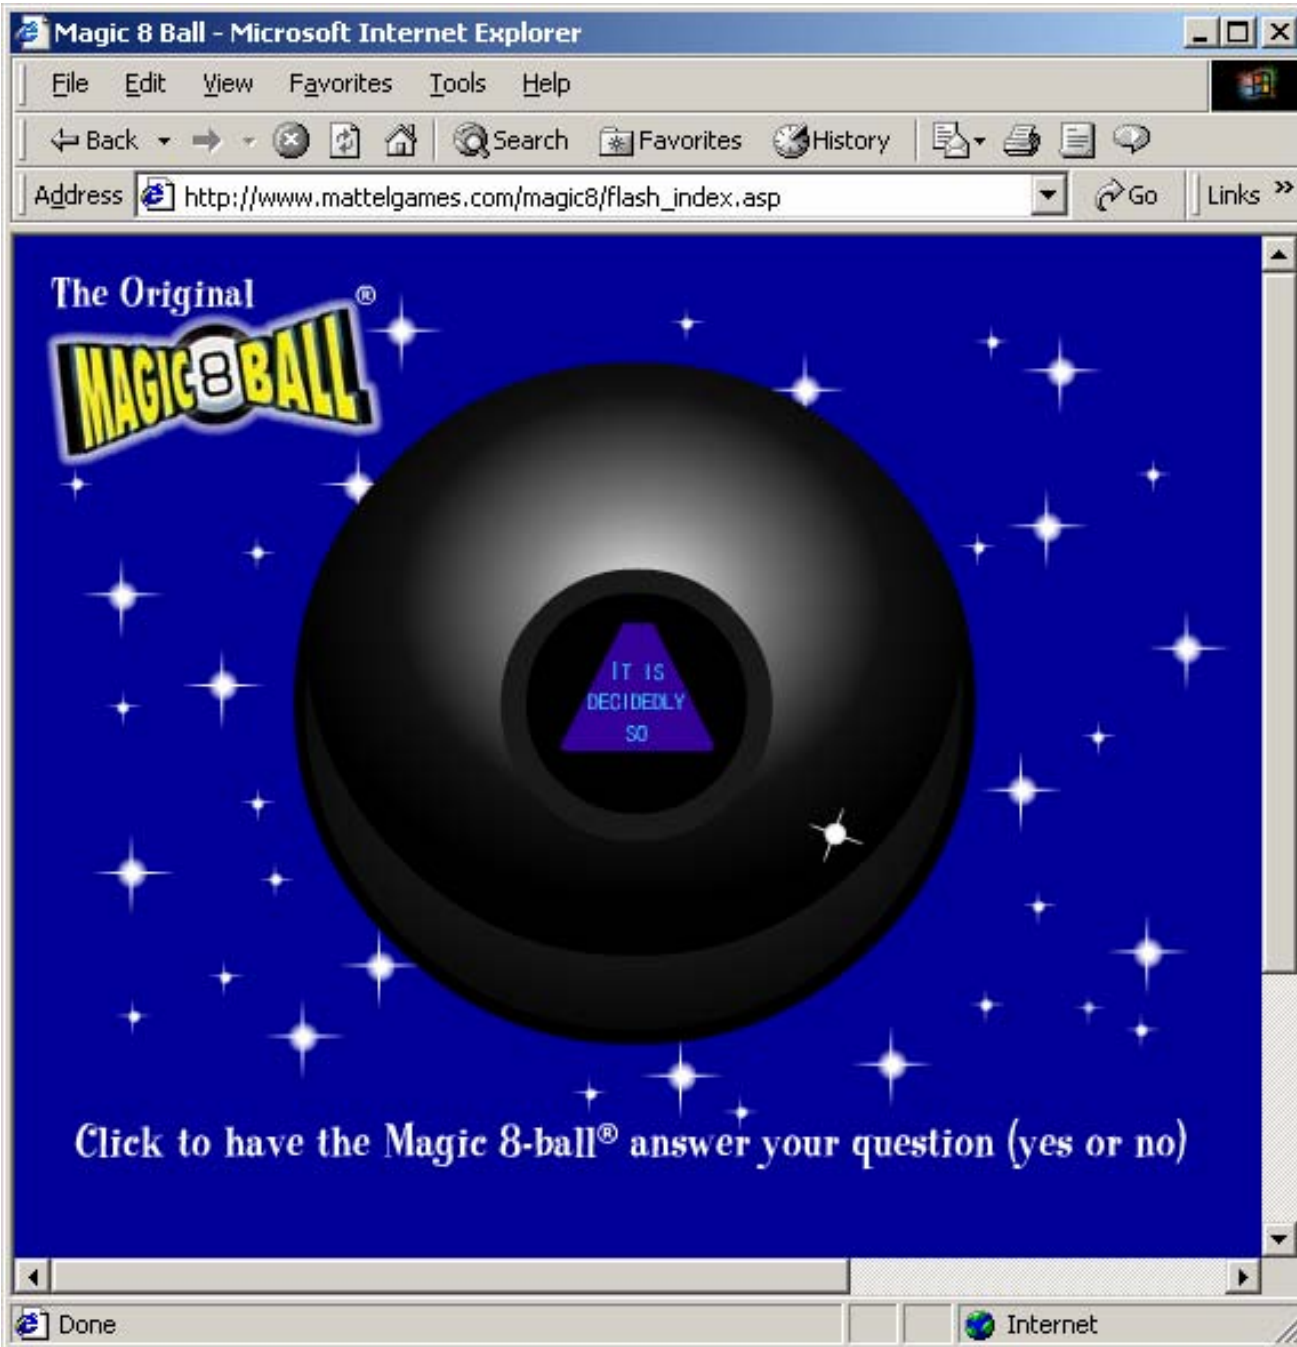 Magic 8 Ball - Microsoft Internet Explorer
File Edit View Favorites Tools Help
Back Search Favorites History
Address http://www.mattelgames.com/magic8/flash_index.asp Go Links »
The Original ®
MAGIC 8 BALL
IT IS
DECIDEDLY
SO
Click to have the Magic 8-ball® answer your question (yes or no)
Done Internet